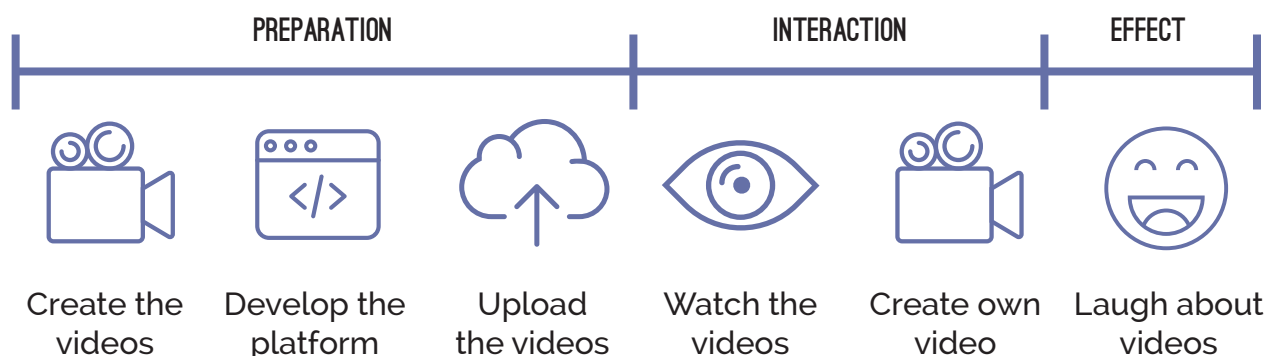 PREPARATION
INTERACTION
EFFECT
</>
Create the
videos
Develop the
platform
Upload
the videos
Watch the
videos
Create own
video
Laugh about
videos